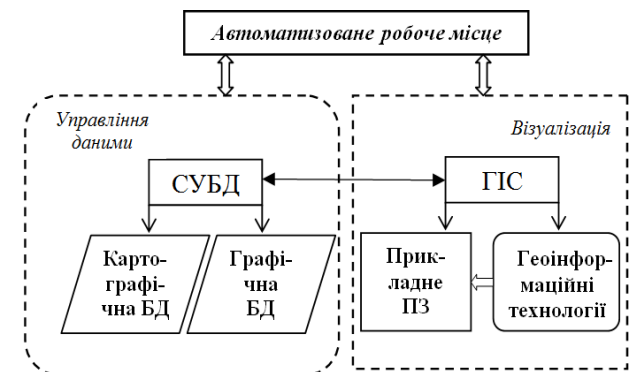 Автоматизоване робоче місце
Управління
даними
Візуалізація
СУБД
ГІС
Карто-
графі-
чна БД
Графі-
чна
БД
Прик-
ладне
ПЗ
Геоінфор-
маційні
технології